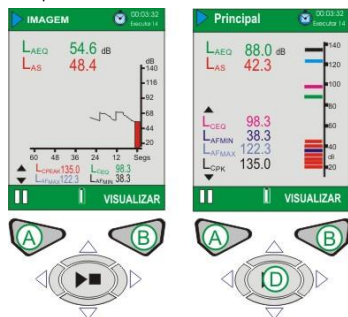 IMAGEM
00:03:32
Executar 14
LAEQ 54.6 dB
LAS 48.4
dB
140
116
92
68
44
20
60 48 36 24 12 Segs
LCPEAK 135.0 LCEQ 98.3
LAFMAX 122.3 LAFMIN 38.3
VISUALIZAR
A
B
Principal
00:03:32
Executar 14
LAEQ 88.0 dB
LAS 42.3
LCEQ 98.3
LAFMIN 38.3
LAFMAX 122.3
LCPK 135.0
140
120
100
80
60
40
dB
20
VISUALIZAR
A
B
D